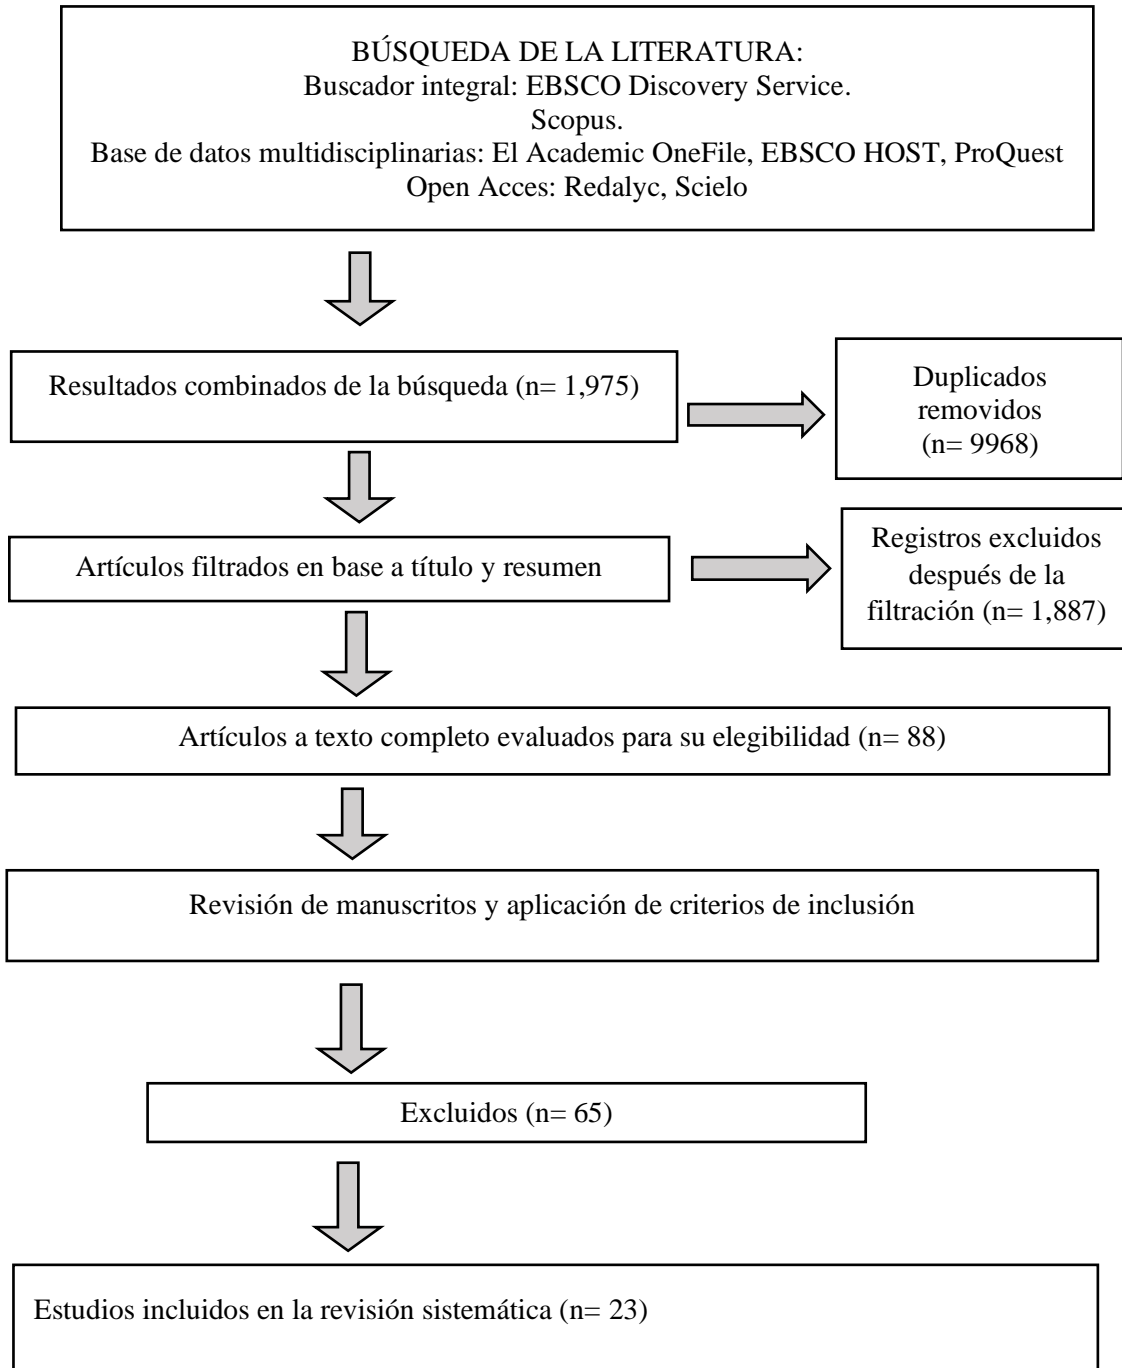 BÚSQUEDA DE LA LITERATURA:
Buscador integral: EBSCO Discovery Service.
Scopus.
Base de datos multidisciplinarias: El Academic OneFile, EBSCO HOST, ProQuest
Open Acces: Redalyc, Scielo
Resultados combinados de la búsqueda (n= 1,975)
Duplicados
removidos
(n= 9968)
Artículos filtrados en base a título y resumen
Registros excluidos
después de la
filtración (n= 1,887)
Artículos a texto completo evaluados para su elegibilidad (n= 88)
Revisión de manuscritos y aplicación de criterios de inclusión
Excluidos (n= 65)
Estudios incluidos en la revisión sistemática (n= 23)